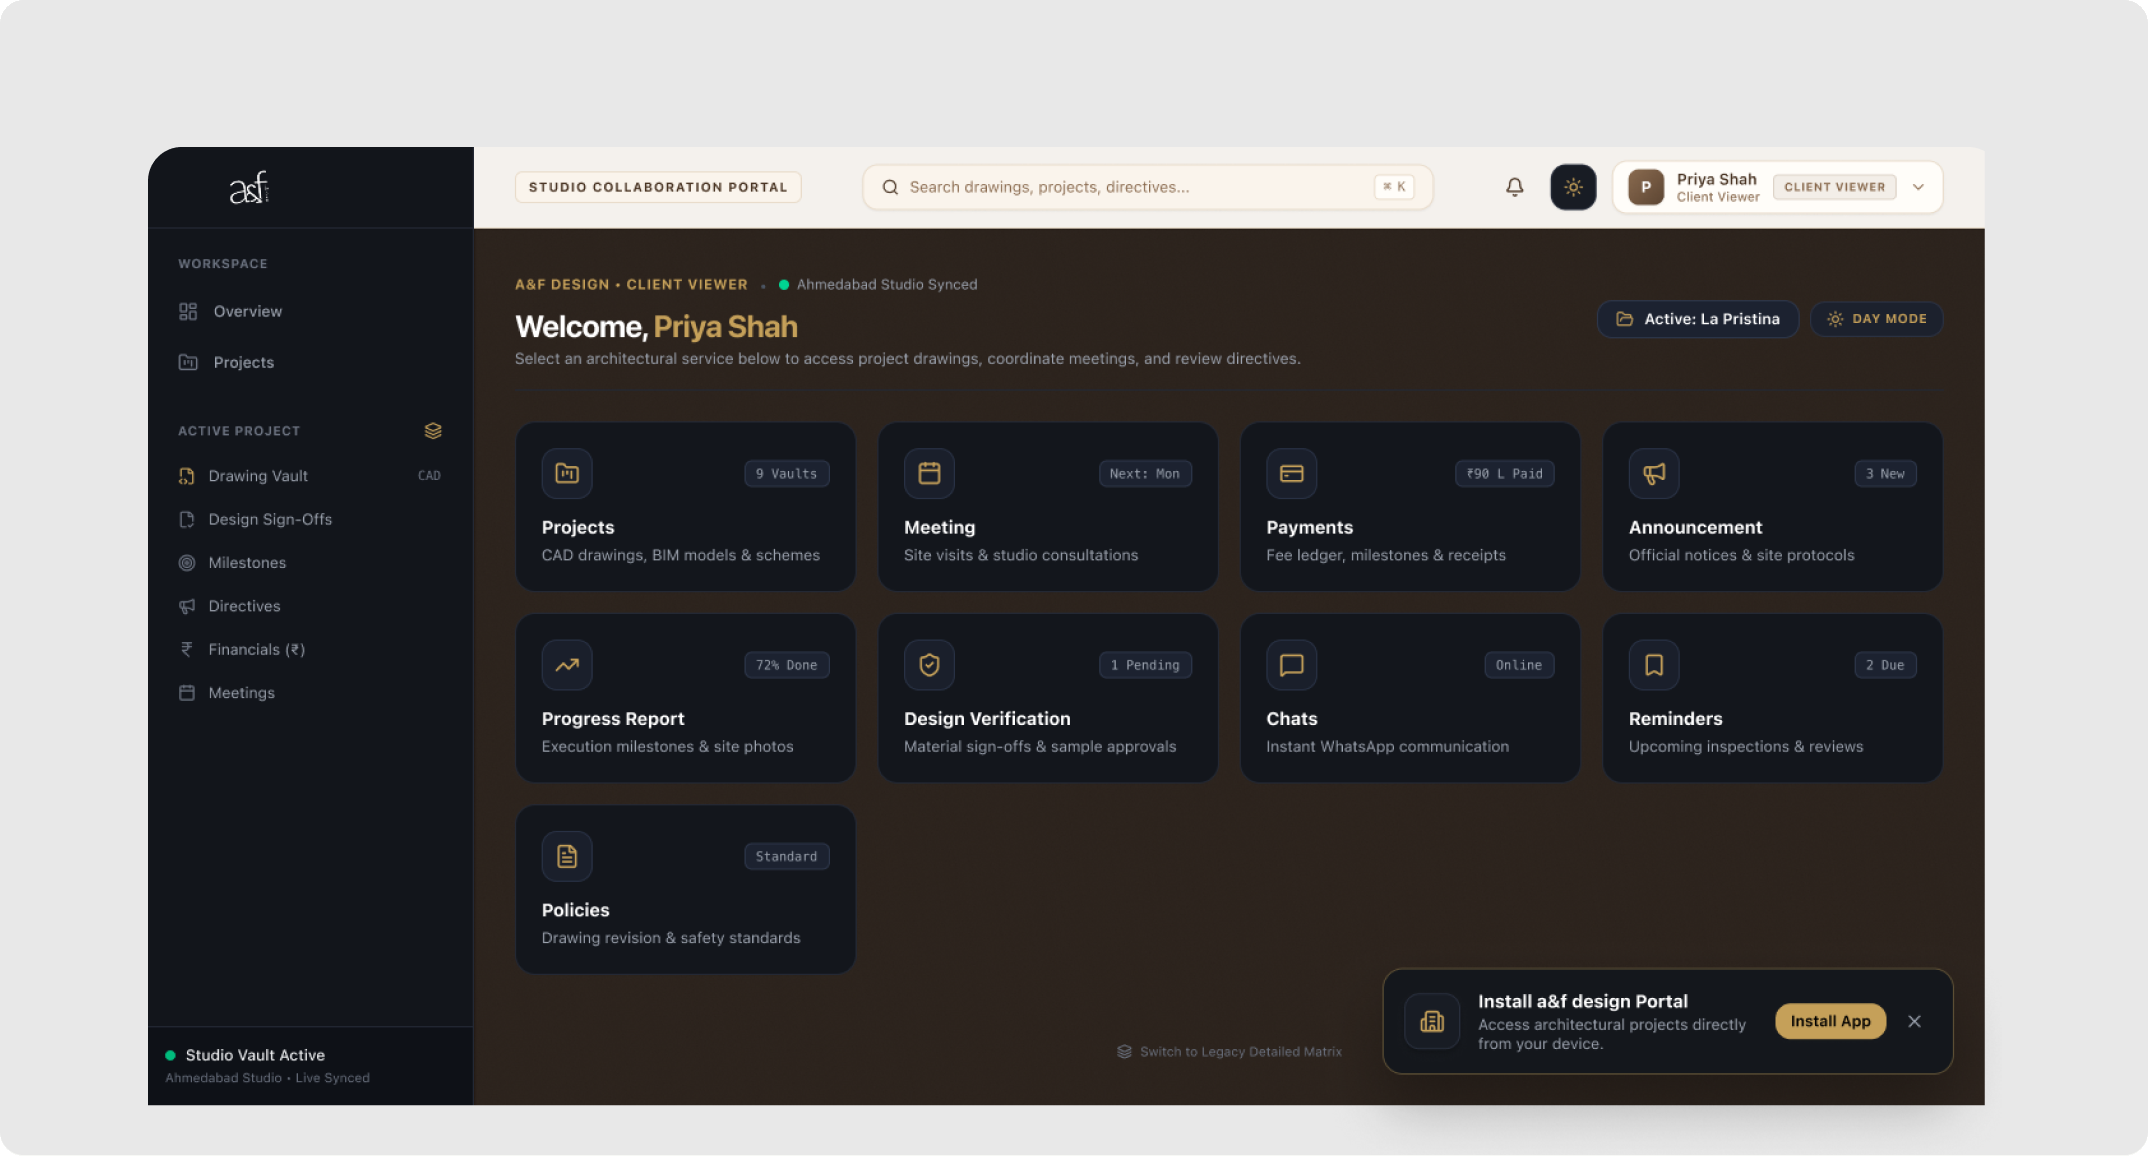 a&f
STUDIO COLLABORATION PORTAL
Search drawings, projects, directives...
⌘ K
P
Priya Shah
Client Viewer
CLIENT VIEWER
WORKSPACE
Overview
Projects
ACTIVE PROJECT
Drawing Vault
CAD
Design Sign-Offs
Milestones
Directives
Financials (₹)
Meetings
Studio Vault Active
Ahmedabad Studio • Live Synced
A&F DESIGN • CLIENT VIEWER • Ahmedabad Studio Synced
Welcome, Priya Shah
Select an architectural service below to access project drawings, coordinate meetings, and review directives.
Active: La Pristina
DAY MODE
9 Vaults
Projects
CAD drawings, BIM models & schemes
Next: Mon
Meeting
Site visits & studio consultations
₹90 L Paid
Payments
Fee ledger, milestones & receipts
3 New
Announcement
Official notices & site protocols
72% Done
Progress Report
Execution milestones & site photos
1 Pending
Design Verification
Material sign-offs & sample approvals
Online
Chats
Instant WhatsApp communication
2 Due
Reminders
Upcoming inspections & reviews
Standard
Policies
Drawing revision & safety standards
Switch to Legacy Detailed Matrix
Install a&f design Portal
Access architectural projects directly
from your device.
Install App